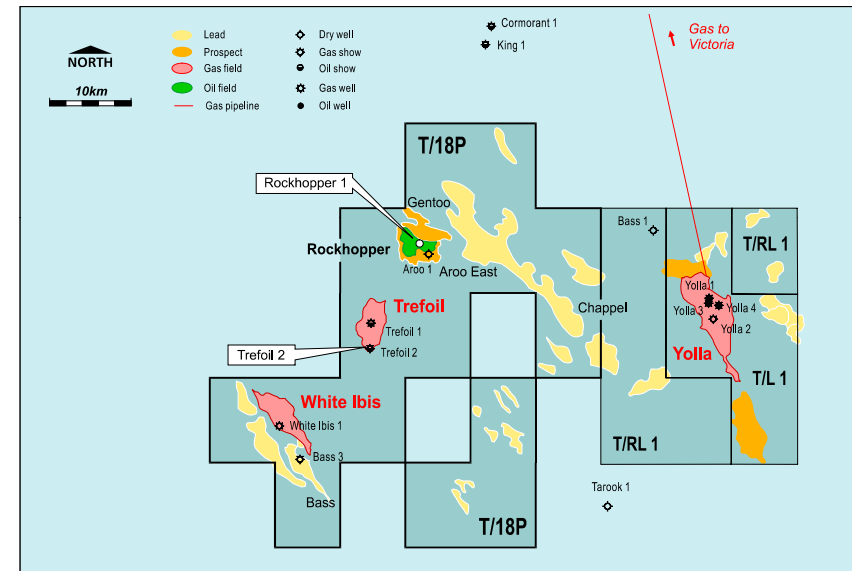 Lead
Prospect
Gas field
Oil field
Gas pipeline
Dry well
Gas show
Oil show
Gas well
Oil well
NORTH
10km
Cormorant 1
King 1
Gas to
Victoria
T/18P
Rockhopper 1
Gentoo
Rockhopper
Aroo 1
Aroo East
Bass 1
T/RL 1
Chappel
Yolla 1
Yolla 3
Yolla 4
Yolla 2
Yolla
T/L 1
Trefoil
Trefoil 1
Trefoil 2
Trefoil 2
White Ibis
White Ibis 1
Bass 3
Bass
T/RL 1
Tarook 1
T/18P